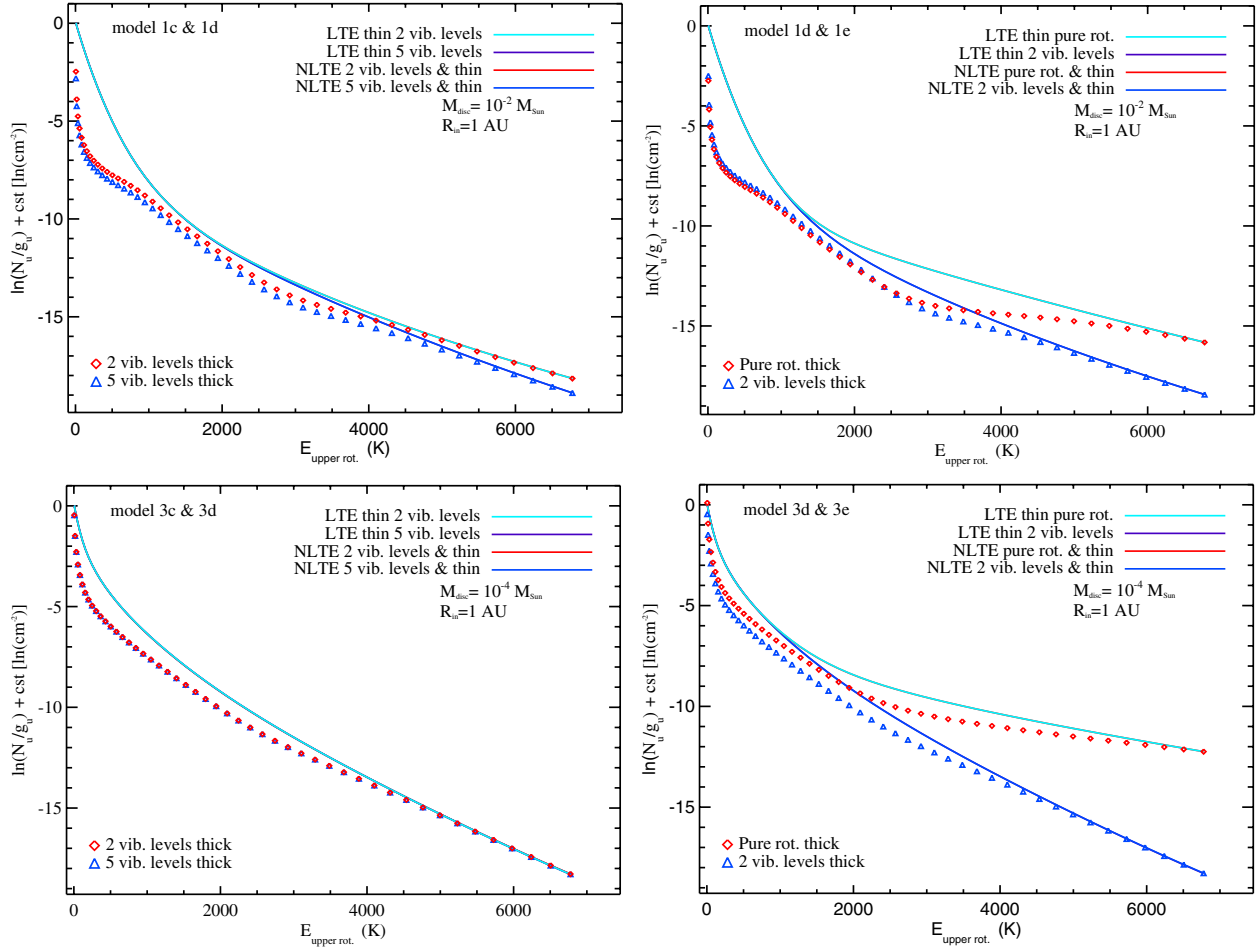 model 1c & 1d
LTE thin 2 vib. levels
LTE thin 5 vib. levels
NLTE 2 vib. levels & thin
NLTE 5 vib. levels & thin
M_disc= 10^-2 M_Sun
R_in=1 AU
2 vib. levels thick
5 vib. levels thick
0
-5
-10
-15
ln(N_u/g_u) + cst [ln(cm^-2)]
0 2000 4000 6000
E_upper rot. (K)
model 1d & 1e
LTE thin pure rot.
LTE thin 2 vib. levels
NLTE pure rot. & thin
NLTE 2 vib. levels & thin
M_disc= 10^-2 M_Sun
R_in=1 AU
Pure rot. thick
2 vib. levels thick
0
-5
-10
-15
ln(N_u/g_u) + cst [ln(cm^-2)]
0 2000 4000 6000
E_upper rot. (K)
model 3c & 3d
LTE thin 2 vib. levels
LTE thin 5 vib. levels
NLTE 2 vib. levels & thin
NLTE 5 vib. levels & thin
M_disc= 10^-4 M_Sun
R_in=1 AU
2 vib. levels thick
5 vib. levels thick
0
-5
-10
-15
ln(N_u/g_u) + cst [ln(cm^-2)]
0 2000 4000 6000
E_upper rot. (K)
model 3d & 3e
LTE thin pure rot.
LTE thin 2 vib. levels
NLTE pure rot. & thin
NLTE 2 vib. levels & thin
M_disc= 10^-4 M_Sun
R_in=1 AU
Pure rot. thick
2 vib. levels thick
0
-5
-10
-15
ln(N_u/g_u) + cst [ln(cm^-2)]
0 2000 4000 6000
E_upper rot. (K)